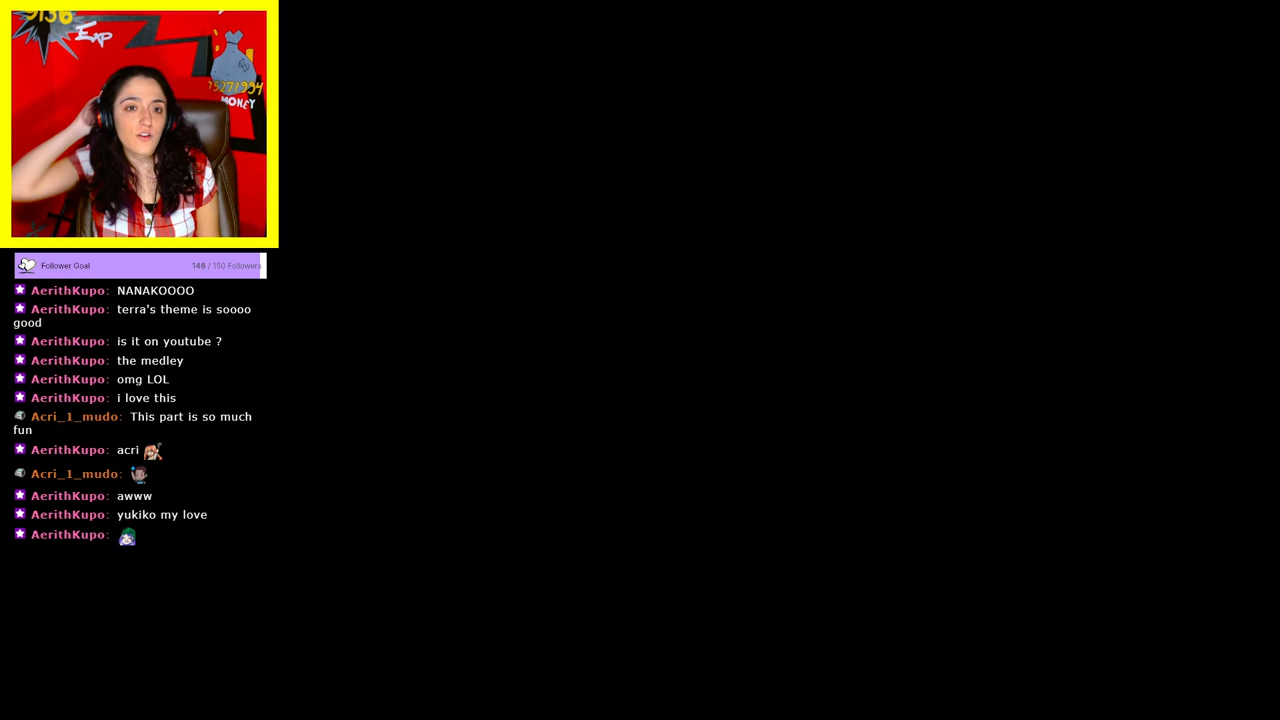 9136
Exp
75271994
MONEY
Follower Goal 146 / 150 Followers
AerithKupo: NANAKOOOO
AerithKupo: terra's theme is soooo
good
AerithKupo: is it on youtube ?
AerithKupo: the medley
AerithKupo: omg LOL
AerithKupo: i love this
Acri_1_mudo: This part is so much
fun
AerithKupo: acri
Acri_1_mudo:
AerithKupo: awww
AerithKupo: yukiko my love
AerithKupo: